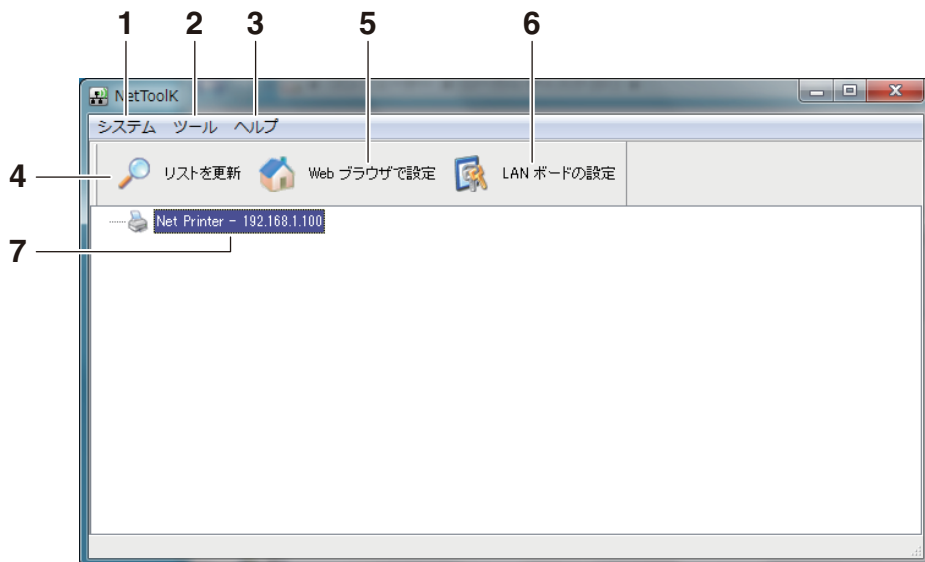 1 2 3 5 6
NetToolK
システム ツール ヘルプ
4 リストを更新 Web ブラウザで設定 LAN ボードの設定
Net Printer - 192.168.1.100
7